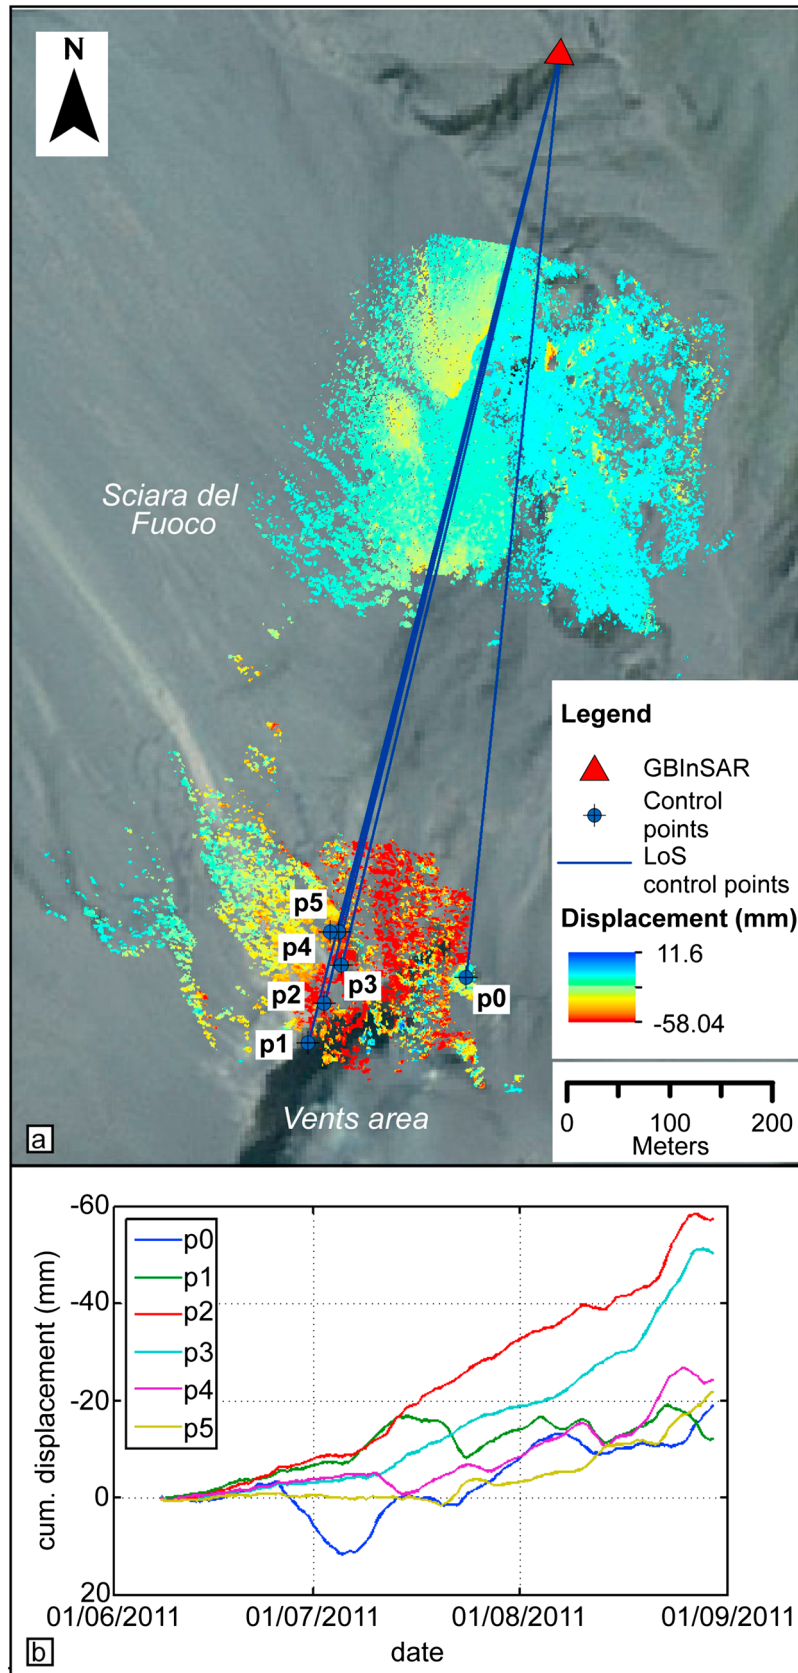 N
Sciara del
Fuoco
p5
p4
p3
p2
p0
p1
Vents area
a
Legend
GBInSAR
Control
points
LoS
control points
Displacement (mm)
11.6
-58.04
0 100 200
Meters
-60
-40
-20
0
20
cum. displacement (mm)
p0
p1
p2
p3
p4
p5
01/06/2011 01/07/2011 01/08/2011 01/09/2011
date
b